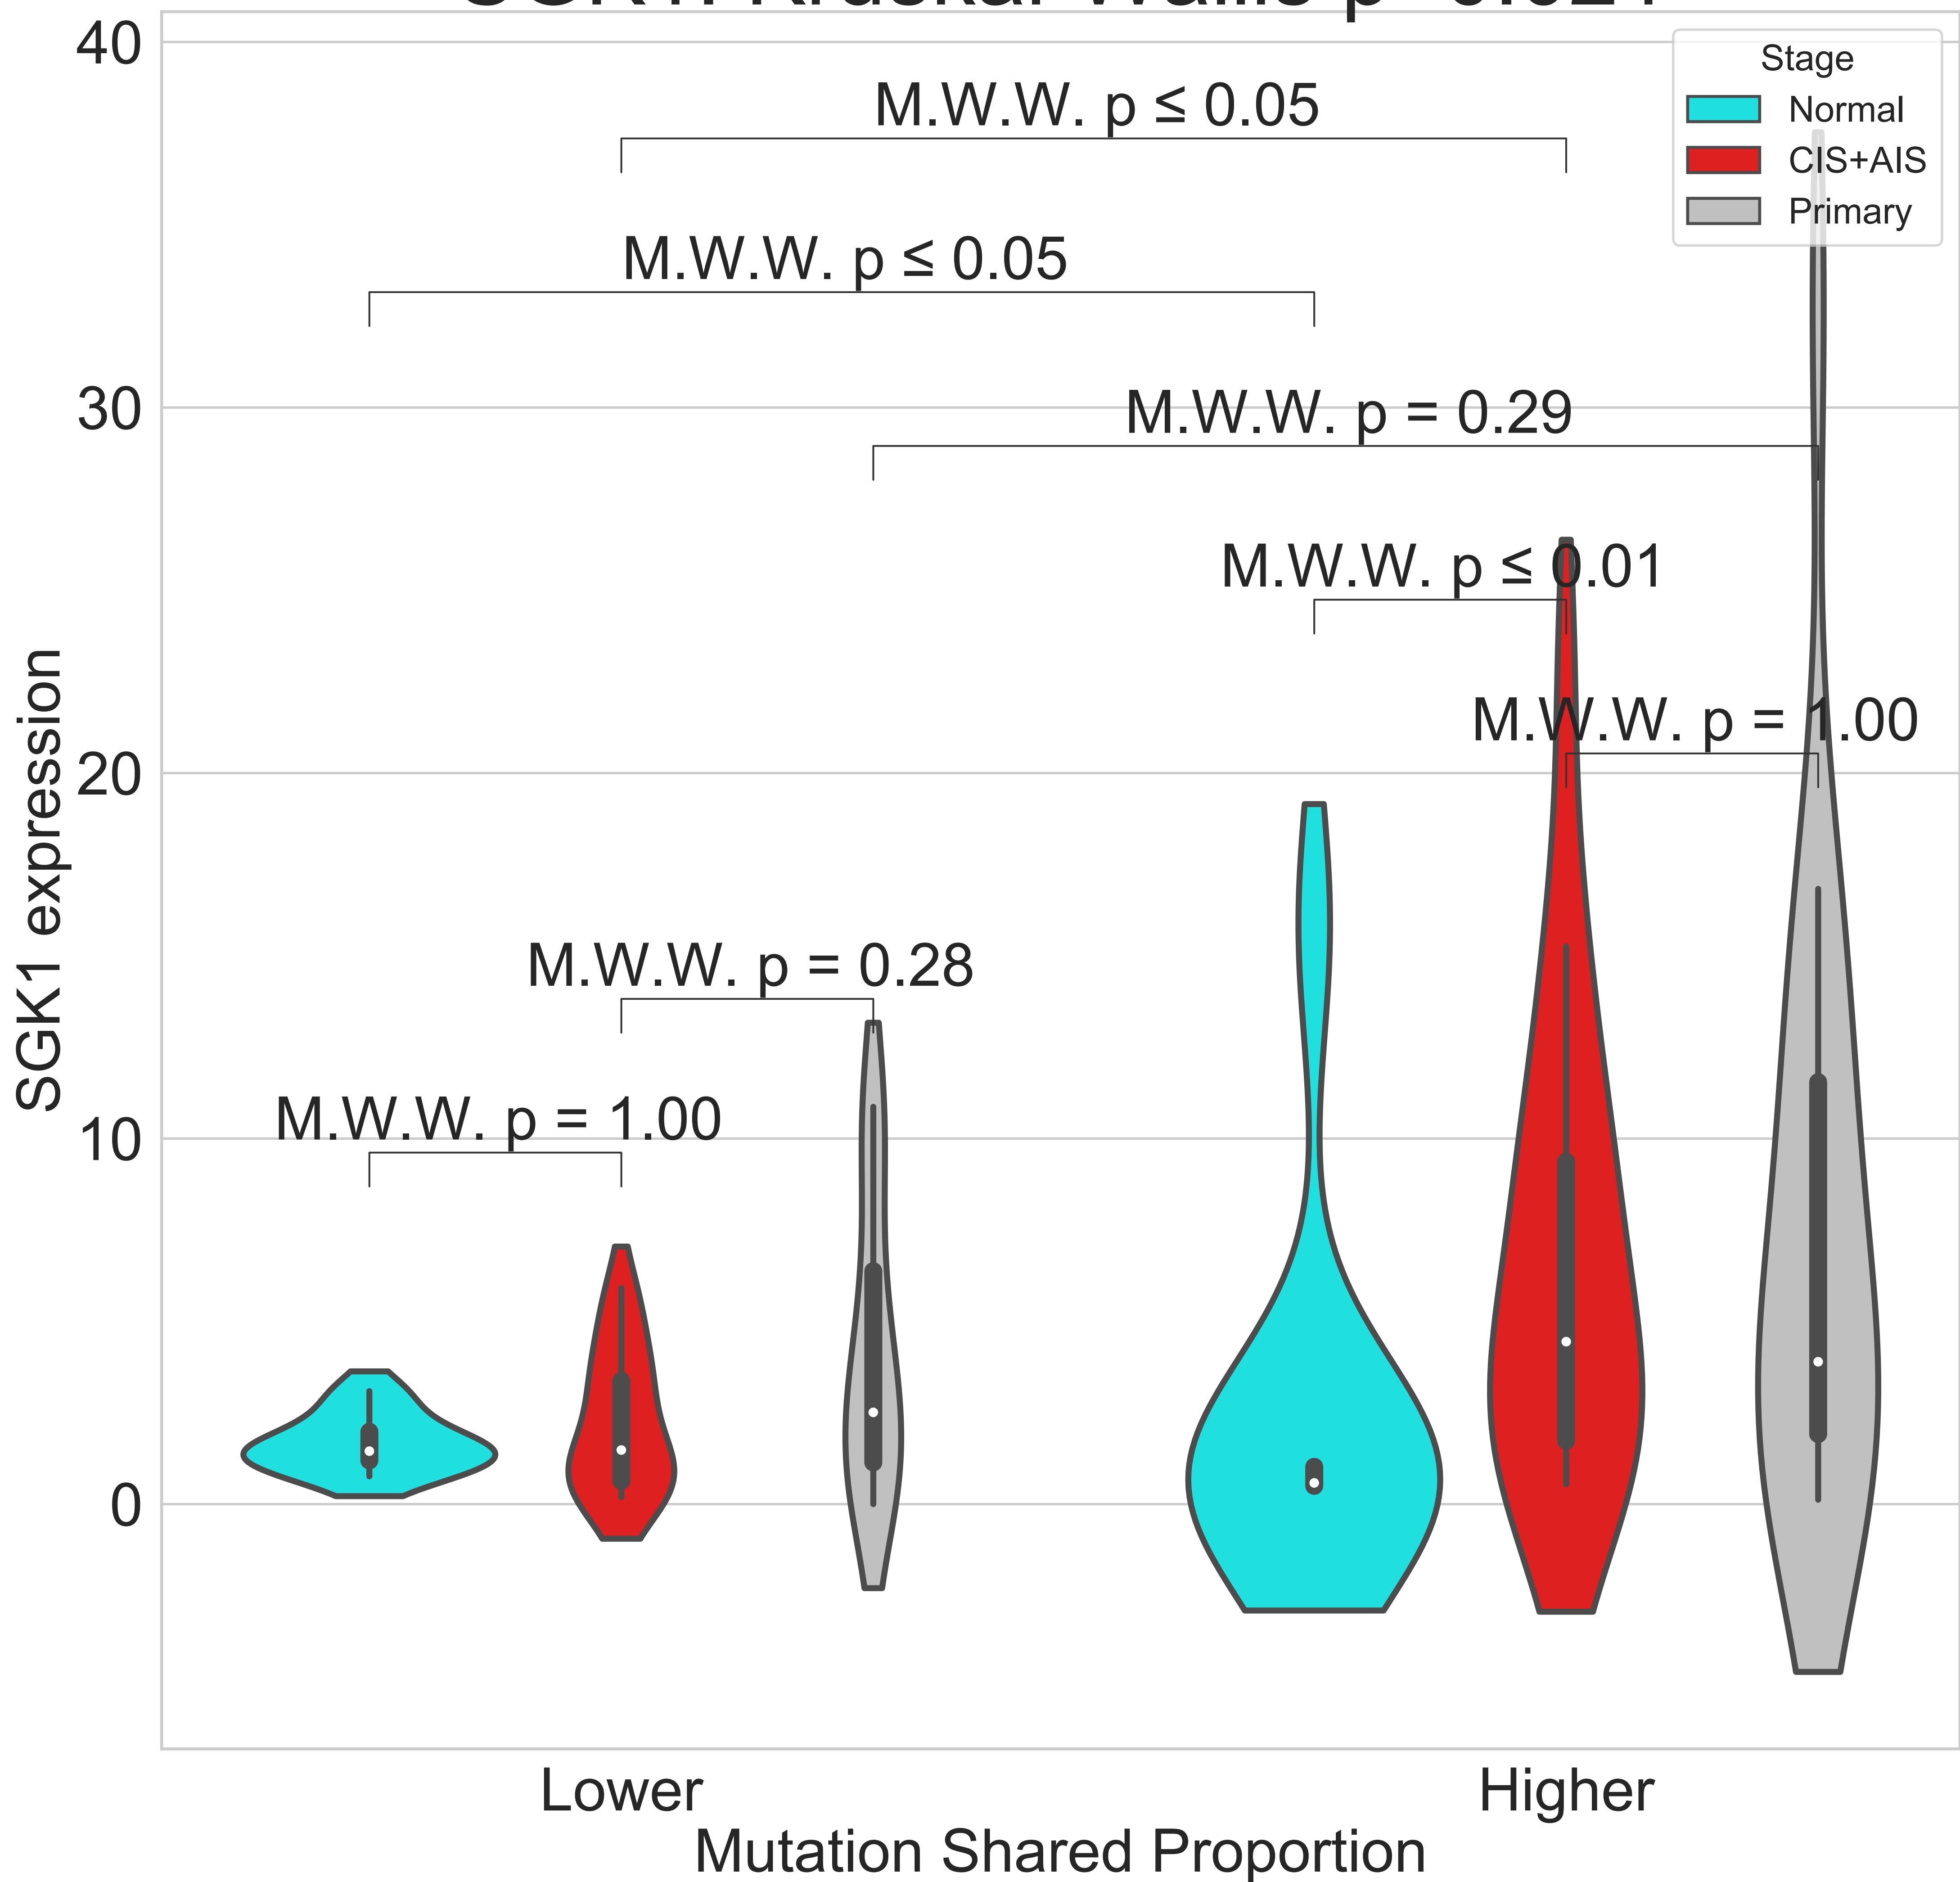 40
Stage
Normal
CIS+AIS
Primary
M.W.W. p ≤ 0.05
M.W.W. p ≤ 0.05
30
M.W.W. p = 0.29
M.W.W. p ≤ 0.01
M.W.W. p = 1.00
20
M.W.W. p = 0.28
M.W.W. p = 1.00
10
0
SGK1 expression
Lower
Higher
Mutation Shared Proportion